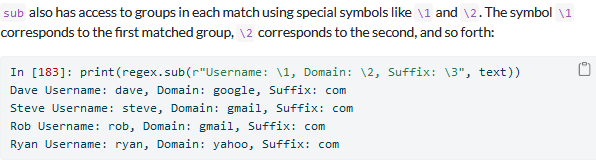 sub also has access to groups in each match using special symbols like \1 and \2. The symbol \1
corresponds to the first matched group, \2 corresponds to the second, and so forth:
In [183]: print(regex.sub(r"Username: \1, Domain: \2, Suffix: \3", text))
Dave Username: dave, Domain: google, Suffix: com
Steve Username: steve, Domain: gmail, Suffix: com
Rob Username: rob, Domain: gmail, Suffix: com
Ryan Username: ryan, Domain: yahoo, Suffix: com